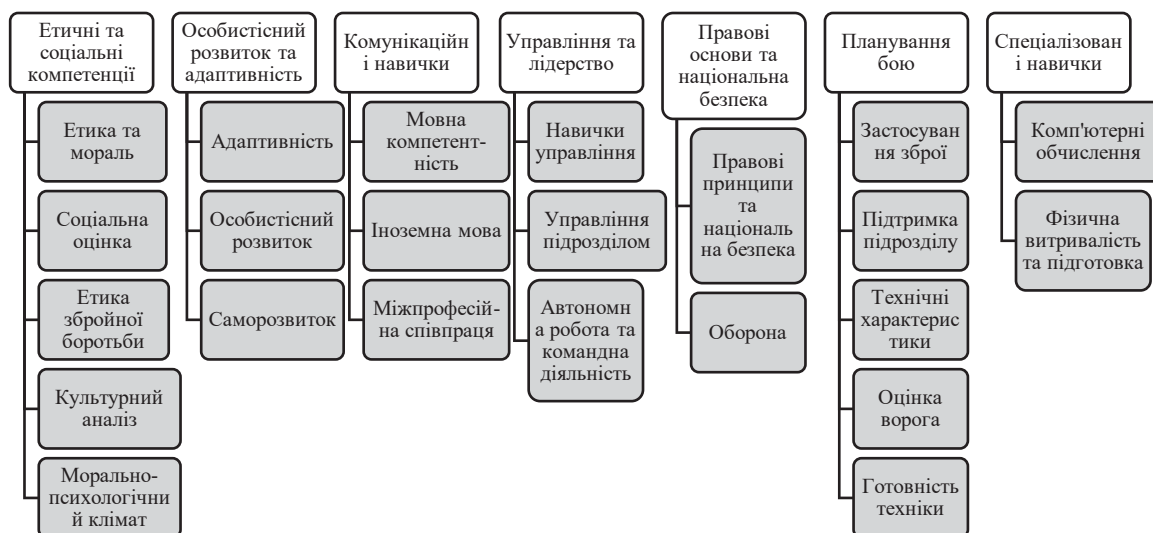 Етичні та
соціальні
компетенції
Етика та
мораль
Соціальна
оцінка
Етика
збройної
боротьби
Культурний
аналіз
Морально-
психологічни
й клімат
Особистісний
розвиток та
адаптивність
Адаптивність
Особистісний
розвиток
Саморозвиток
Комунікаційн
і навички
Мовна
компетент-
ність
Іноземна мова
Міжпрофесій-
на співпраця
Управління та
лідерство
Навички
управління
Управління
підрозділом
Автономн
а робота та
командна
діяльність
Правові
основи та
національна
безпека
Правові
принципи
та
національ
на безпека
Оборона
Планування
бою
Застосуван
ня зброї
Підтримка
підрозділу
Технічні
характерис
тики
Оцінка
ворога
Готовність
техніки
Спеціалізован
і навички
Комп'ютерні
обчислення
Фізична
витривалість
та підготовка